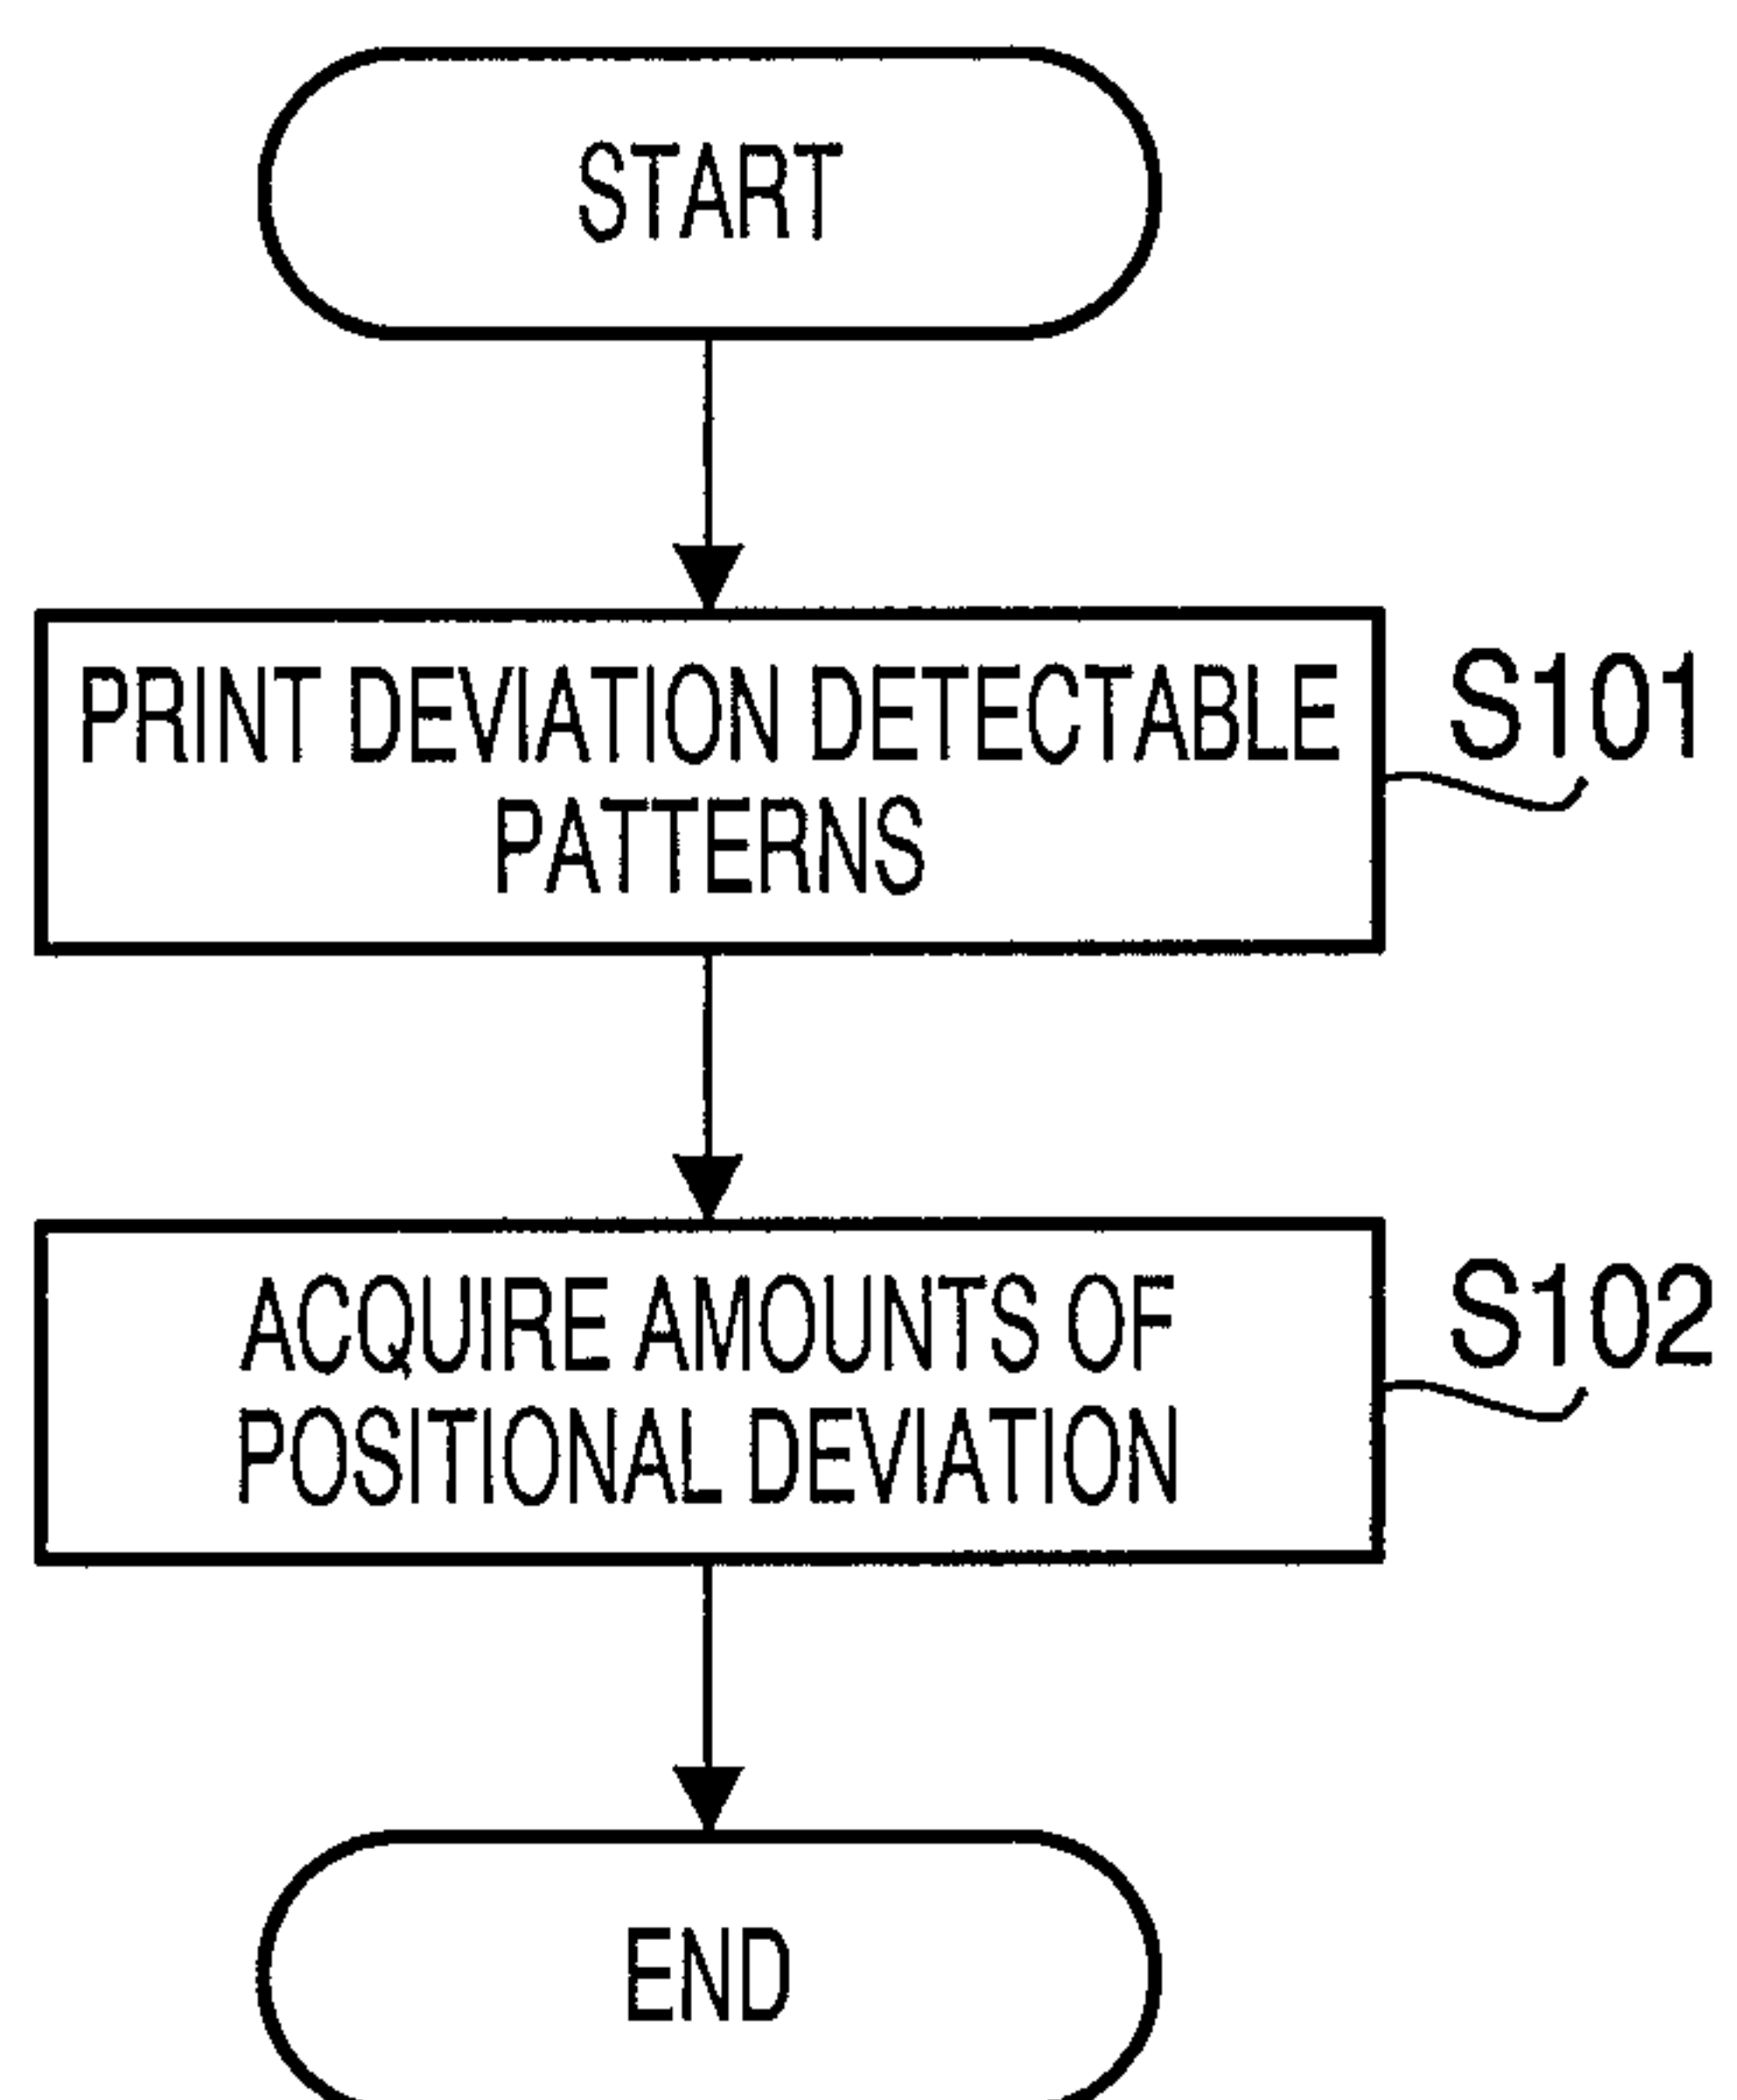 START
PRINT DEVIATION DETECTABLE
PATTERNS
S101
ACQUIRE AMOUNTS OF
POSITIONAL DEVIATION
S102
END